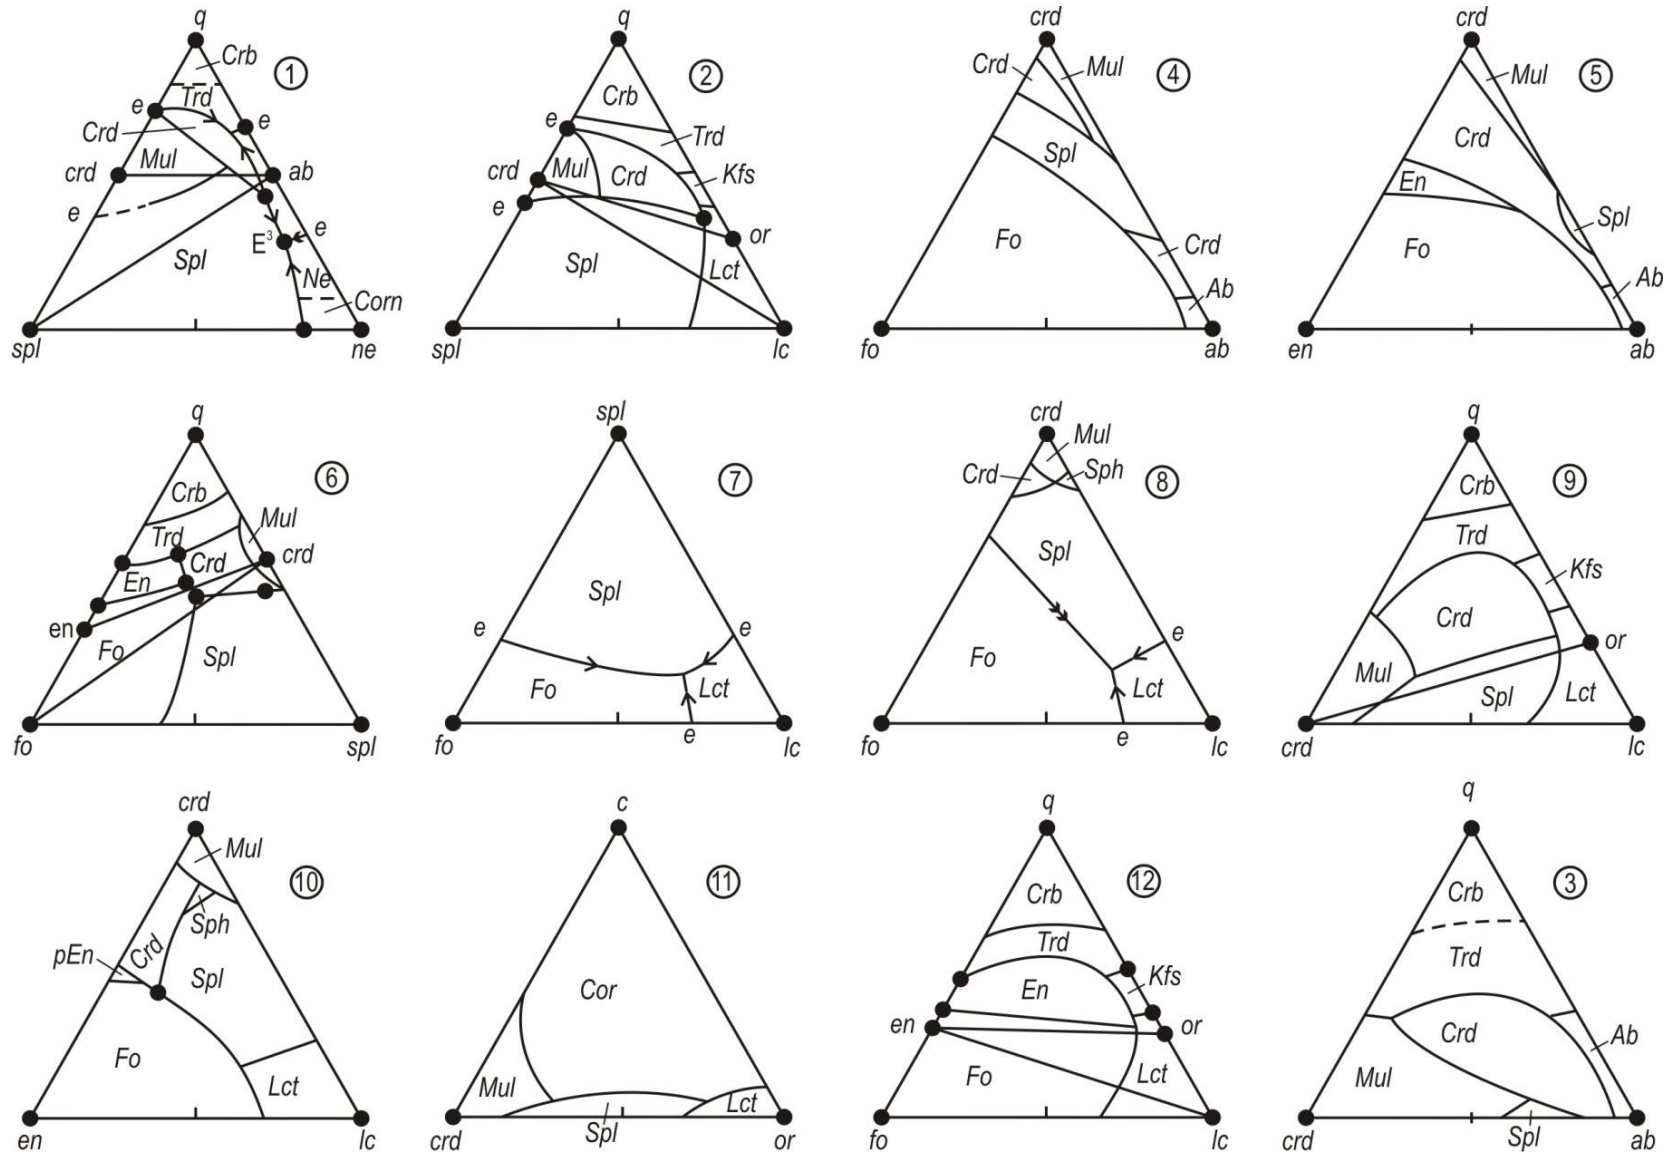 q q crd crd
Crb ① ② Crd Mul ④ Mul ⑤
e Trd e Crb Crd
Crd e e Trd Spl En Spl
crd Mul ab crd Mul Crd Kfs Fo Crd Fo Ab
e E³ e e or Ab
Spl Ne Spl Lct
Corn
spl ne spl lc fo ab en ab
q spl crd q
Crb ⑥ ⑦ Mul ⑧ Crb ⑨
Trd Mul Crd Sph Trd
En Crd crd Spl Spl Kfs
en e e e Crd or
Fo Spl Fo Lct Fo Lct Mul Spl Lct
fo spl fo e lc fo e lc crd lc
crd c q q
Mul ⑩ ⑪ Crb ⑫ Crb ③
Sph Trd Trd
pEn Crd Spl Cor En Kfs
en or Crd Ab
Fo Lct Mul Lct Fo Lct Mul
en lc crd Spl or fo lc crd Spl ab